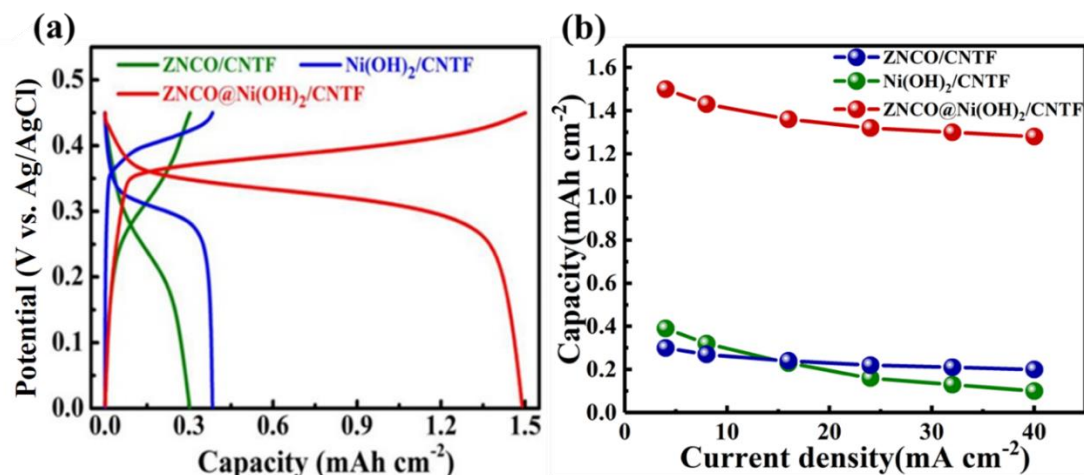 (a)
ZNCO/CNTF
Ni(OH)2/CNTF
ZNCO@Ni(OH)2/CNTF
Potential (V vs. Ag/AgCl)
0.5
0.4
0.3
0.2
0.1
0.0
0.0 0.3 0.6 0.9 1.2 1.5
Capacity (mAh cm-2)
(b)
ZNCO/CNTF
Ni(OH)2/CNTF
ZNCO@Ni(OH)2/CNTF
Capacity(mAh cm-2)
1.6
1.4
1.2
1.0
0.8
0.6
0.4
0.2
0.0
0 10 20 30 40
Current density(mA cm-2)